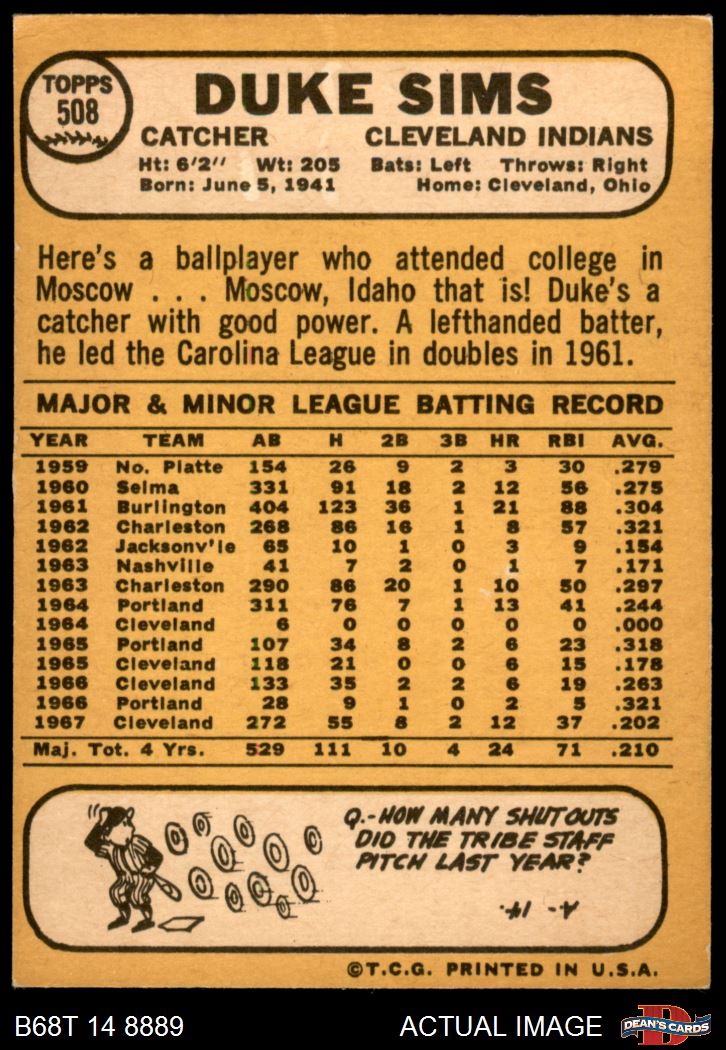 TOPPS
508
DUKE SIMS
CATCHER CLEVELAND INDIANS
Ht: 6'2" Wt: 205 Bats: Left Throws: Right
Born: June 5, 1941 Home: Cleveland, Ohio
Here's a ballplayer who attended college in
Moscow . . . Moscow, Idaho that is! Duke's a
catcher with good power. A lefthanded batter,
he led the Carolina League in doubles in 1961.
MAJOR & MINOR LEAGUE BATTING RECORD
YEAR TEAM AB H 2B 3B HR RBI AVG.
1959 No. Platte 154 26 9 2 3 30 .279
1960 Selma 331 91 18 2 12 56 .275
1961 Burlington 404 123 36 1 21 88 .304
1962 Charleston 268 86 16 1 8 57 .321
1962 Jacksonv'le 65 10 1 0 3 9 .154
1963 Nashville 41 7 2 0 1 7 .171
1963 Charleston 290 86 20 1 10 50 .297
1964 Portland 311 76 7 1 13 41 .244
1964 Cleveland 6 0 0 0 0 0 .000
1965 Portland 107 34 8 2 6 23 .318
1965 Cleveland 118 21 0 0 6 15 .178
1966 Cleveland 133 35 2 2 6 19 .263
1966 Portland 28 9 1 0 2 5 .321
1967 Cleveland 272 55 8 2 12 37 .202
Maj. Tot. 4 Yrs. 529 111 10 4 24 71 .210
Q.-HOW MANY SHUTOUTS
DID THE TRIBE STAFF
PITCH LAST YEAR?
A.- 14.
©T.C.G. PRINTED IN U.S.A.
B68T 14 8889 ACTUAL IMAGE
D
DEAN'S CARDS